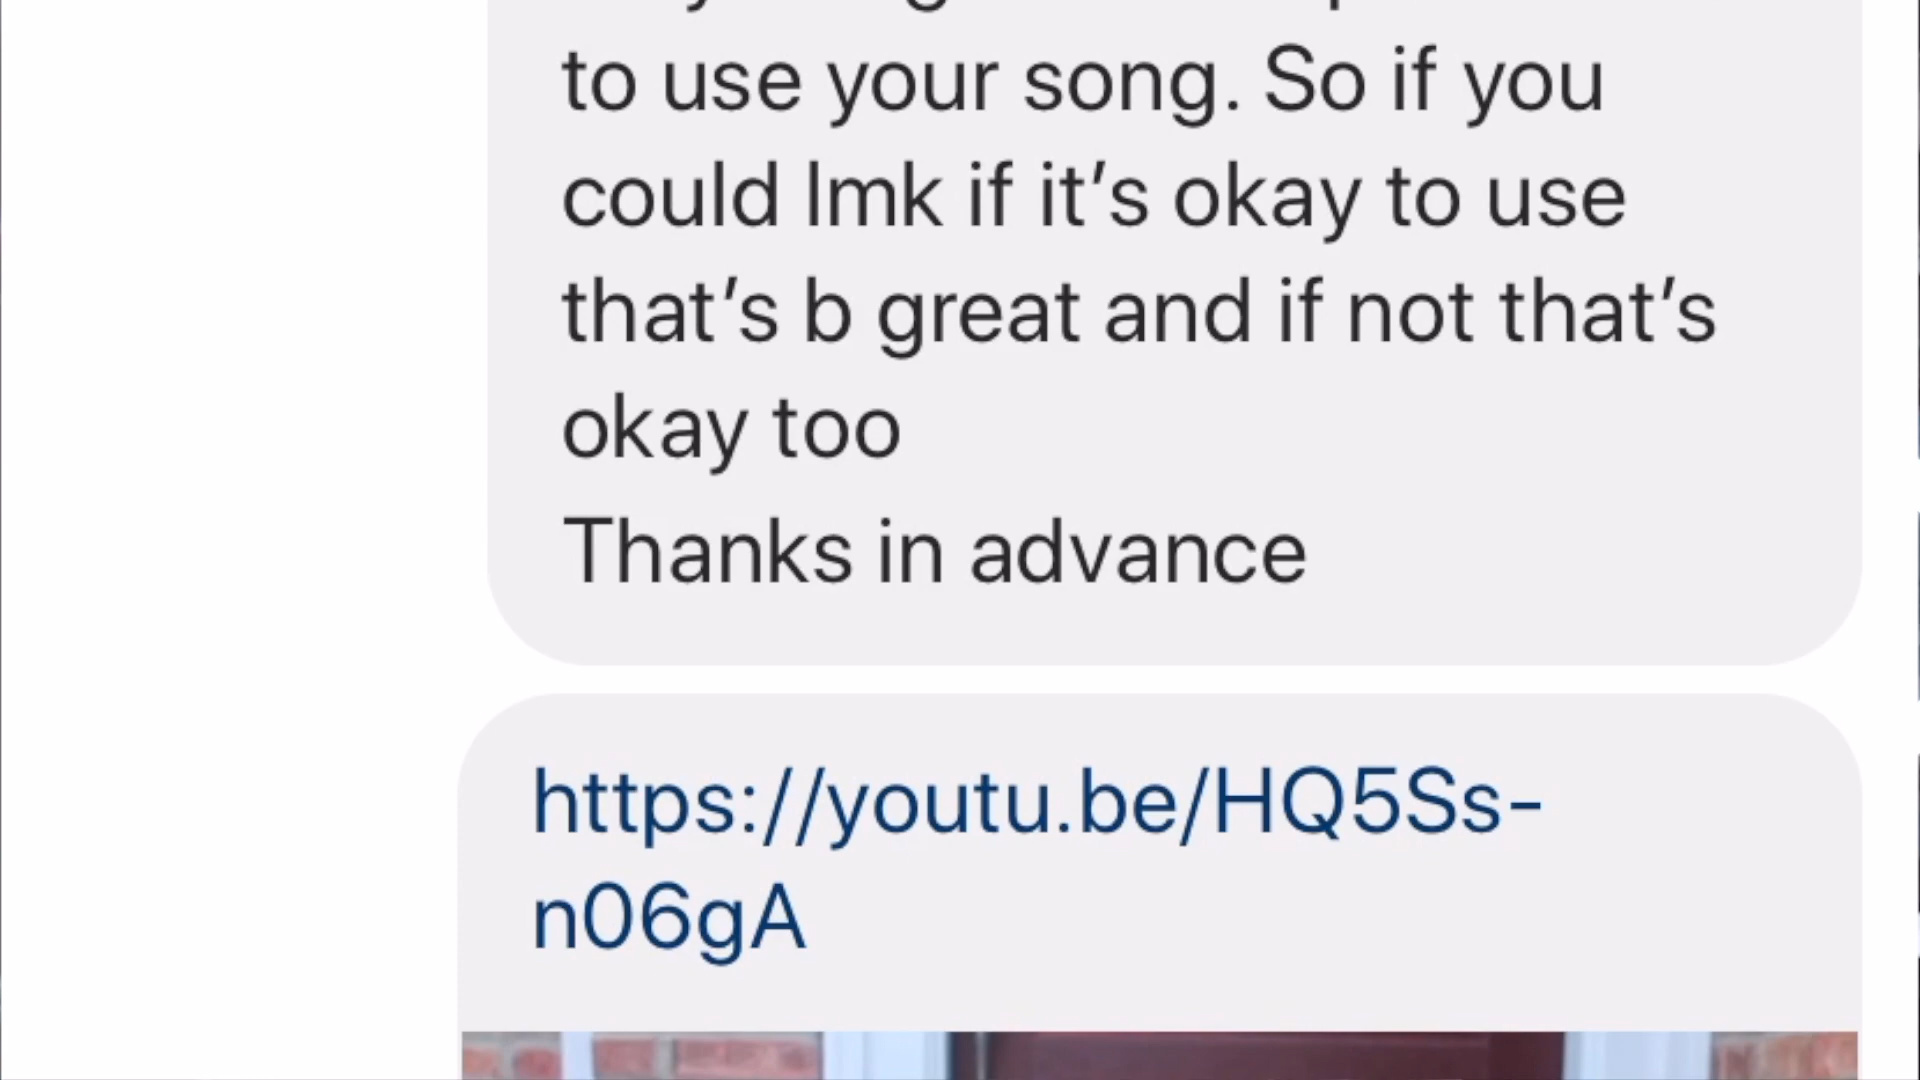 to use your song. So if you
could lmk if it's okay to use
that's b great and if not that's
okay too
Thanks in advance
https://youtu.be/HQ5Ss-
n06gA